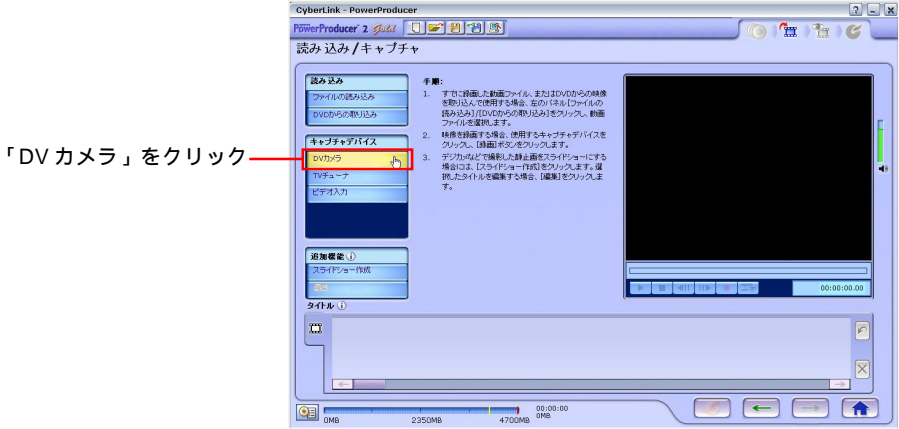 CyberLink - PowerProducer
PowerProducer 2 Gold
読み込み/キャプチャ
「DVカメラ」をクリック
読み込み
ファイルの読み込み
DVDからの取り込み
キャプチャデバイス
DVカメラ
TVチューナ
ビデオ入力
追加機能
スライドショー作成
手順:
1. すでに録画した動画ファイル、またはDVDからの映像
を取り込んで使用する場合、左のパネル[ファイルの
読み込み]/[DVDからの取り込み]をクリックし、動画
ファイルを選択します。
2. 映像を録画する場合、使用するキャプチャデバイスを
クリックし、[録画]ボタンをクリックします。
3. デジカメなどで撮影した静止画をスライドショーにする
場合には、[スライドショー作成]をクリックします。選
択したタイトルを編集する場合、[編集]をクリックしま
す。
00:00:00.00
タイトル
0MB
2350MB
4700MB
00:00:00
0MB